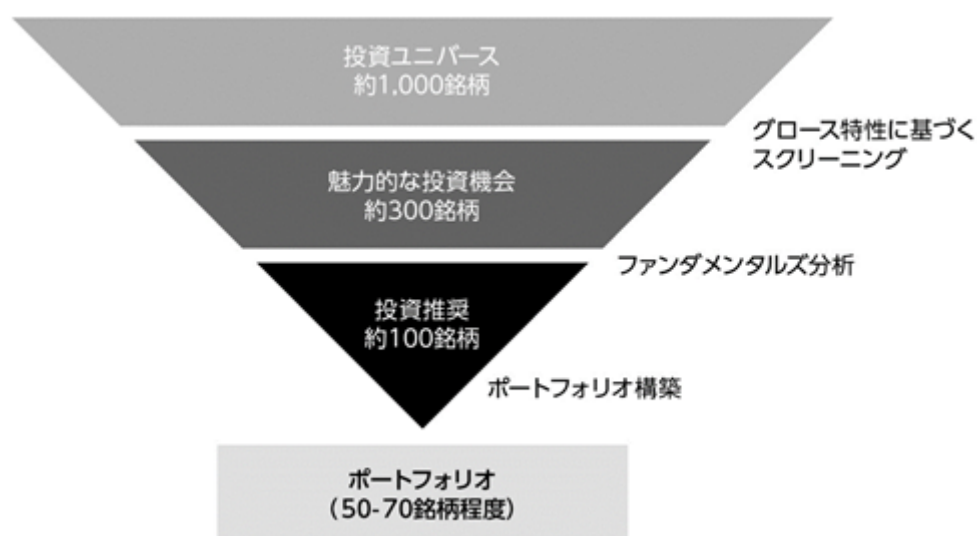 投資ユニバース
約1,000銘柄
グロース特性に基づく
スクリーニング
魅力的な投資機会
約300銘柄
ファンダメンタルズ分析
投資推奨
約100銘柄
ポートフォリオ構築
ポートフォリオ
（50-70銘柄程度）